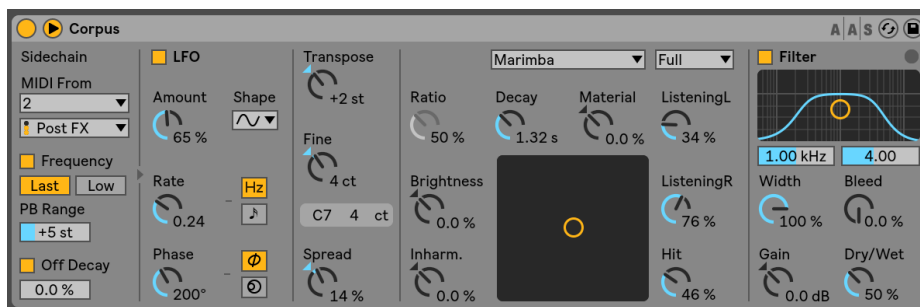 Corpus
A A S
Sidechain
MIDI From
2
Post FX
Frequency
Last Low
PB Range
+5 st
Off Decay
0.0 %
LFO
Amount Shape
65 %
Rate
0.24
Hz
Phase
200°
Φ
Transpose
+2 st
Fine
4 ct
C7 4 ct
Spread
14 %
Marimba Full
Ratio Decay Material ListeningL
50 % 1.32 s 0.0 % 34 %
Brightness ListeningR
0.0 % 76 %
Inharm. Hit
0.0 % 46 %
Filter
1.00 kHz 4.00
Width Bleed
100 % 0.0 %
Gain Dry/Wet
0.0 dB 50 %